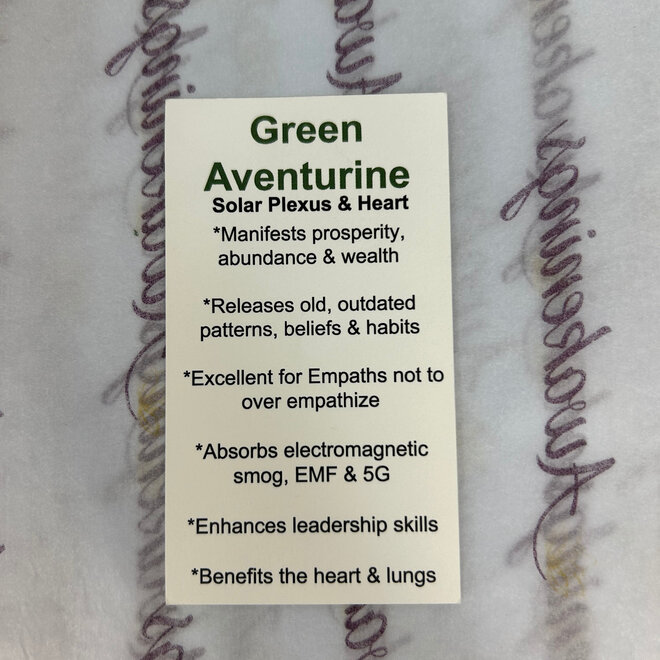 Green
Aventurine
Solar Plexus & Heart
*Manifests prosperity,
abundance & wealth
*Releases old, outdated
patterns, beliefs & habits
*Excellent for Empaths not to
over empathize
*Absorbs electromagnetic
smog, EMF & 5G
*Enhances leadership skills
*Benefits the heart & lungs